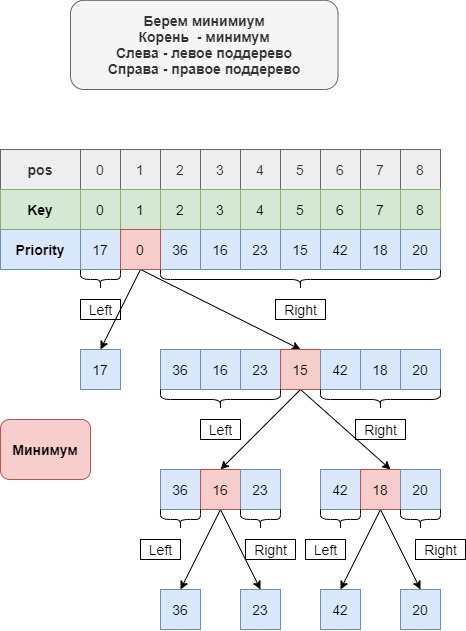 Берем минимиум
Корень - минимум
Слева - левое поддерево
Справа - правое поддерево
pos 0 1 2 3 4 5 6 7 8
Key 0 1 2 3 4 5 6 7 8
Priority 17 0 36 16 23 15 42 18 20
Left Right
17 36 16 23 15 42 18 20
Left Right
Минимум
36 16 23 42 18 20
Left Right Left Right
36 23 42 20